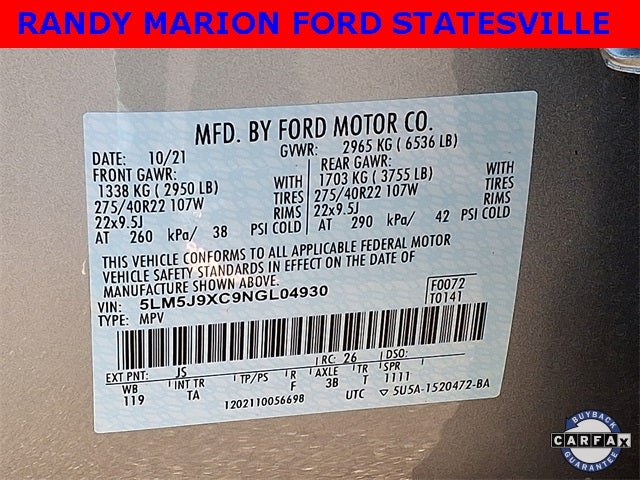 RANDY MARION FORD STATESVILLE
MFD. BY FORD MOTOR CO.
DATE: 10/21 GVWR: 2965 KG ( 6536 LB)
FRONT GAWR: REAR GAWR:
1338 KG ( 2950 LB) WITH 1703 KG ( 3755 LB) WITH
275/40R22 107W TIRES 275/40R22 107W TIRES
22x9.5J RIMS 22x9.5J RIMS
AT 260 kPa/ 38 PSI COLD AT 290 kPa/ 42 PSI COLD
THIS VEHICLE CONFORMS TO ALL APPLICABLE FEDERAL MOTOR
VEHICLE SAFETY STANDARDS IN EFFECT ON THE DATE OF
MANUFACTURE SHOWN ABOVE.
VIN: 5LM5J9XC9NGL04930 F0072
TYPE: MPV T0141
EXT PNT: JS RC: 26 DSO:
WB INT TR TP/PS R AXLE TR SPR
119 TA F 3B T 1111
1202110056698 UTC ▽5U5A-1520472-BA
BUYBACK
CARFAX
GUARANTEE